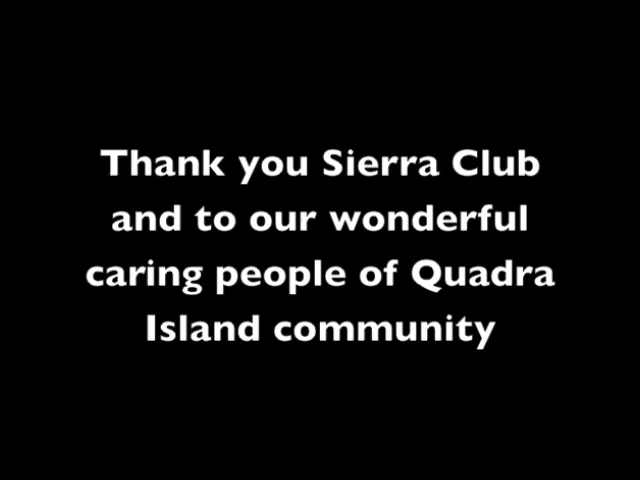 Thank you Sierra Club
and to our wonderful
caring people of Quadra
Island community